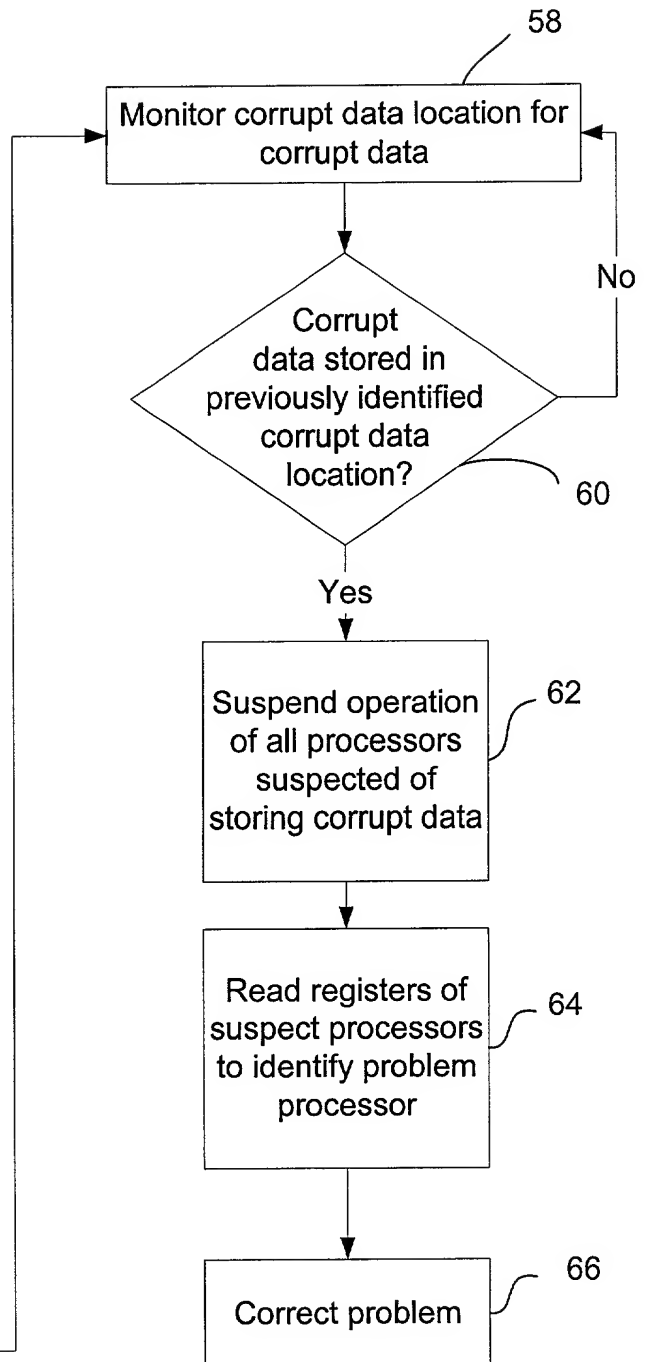 58
Monitor corrupt data location for
corrupt data
No
Corrupt
data stored in
previously identified
corrupt data
location?
60
Yes
Suspend operation
of all processors
suspected of
storing corrupt data
62
Read registers of
suspect processors
to identify problem
processor
64
Correct problem
66